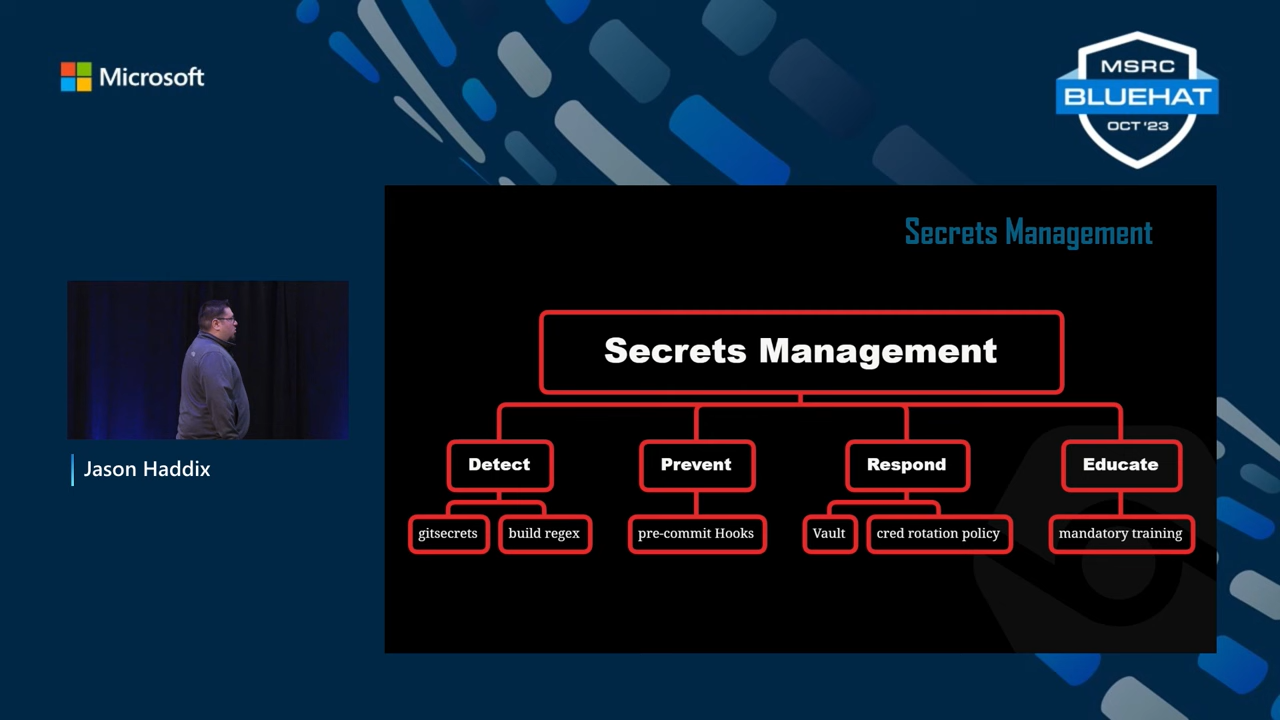 Microsoft
MSRC
BLUEHAT
OCT '23
Secrets Management
Secrets Management
Detect
Prevent
Respond
Educate
gitsecrets
build regex
pre-commit Hooks
Vault
cred rotation policy
mandatory training
Jason Haddix